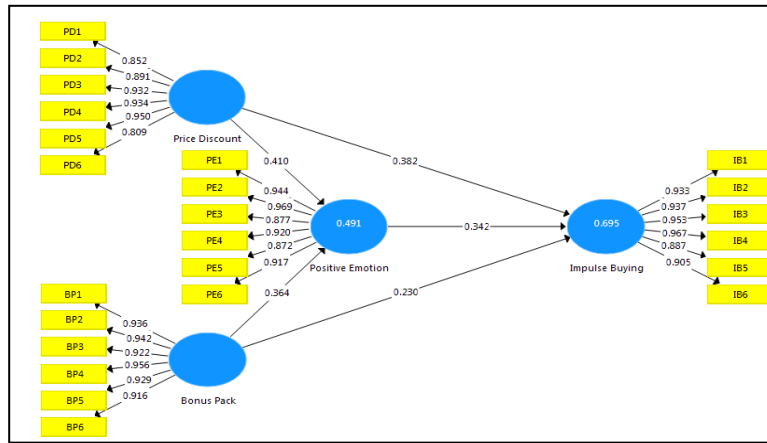 PD1
PD2
PD3
PD4
PD5
PD6
0.852
0.891
0.932
0.934
0.950
0.809
Price Discount
0.410
0.382
PE1
PE2
PE3
PE4
PE5
PE6
0.944
0.969
0.877
0.920
0.872
0.917
0.491
Positive Emotion
0.342
0.364
0.230
BP1
BP2
BP3
BP4
BP5
BP6
0.936
0.942
0.922
0.956
0.929
0.916
Bonus Pack
0.695
Impulse Buying
0.933
0.937
0.953
0.967
0.887
0.905
IB1
IB2
IB3
IB4
IB5
IB6